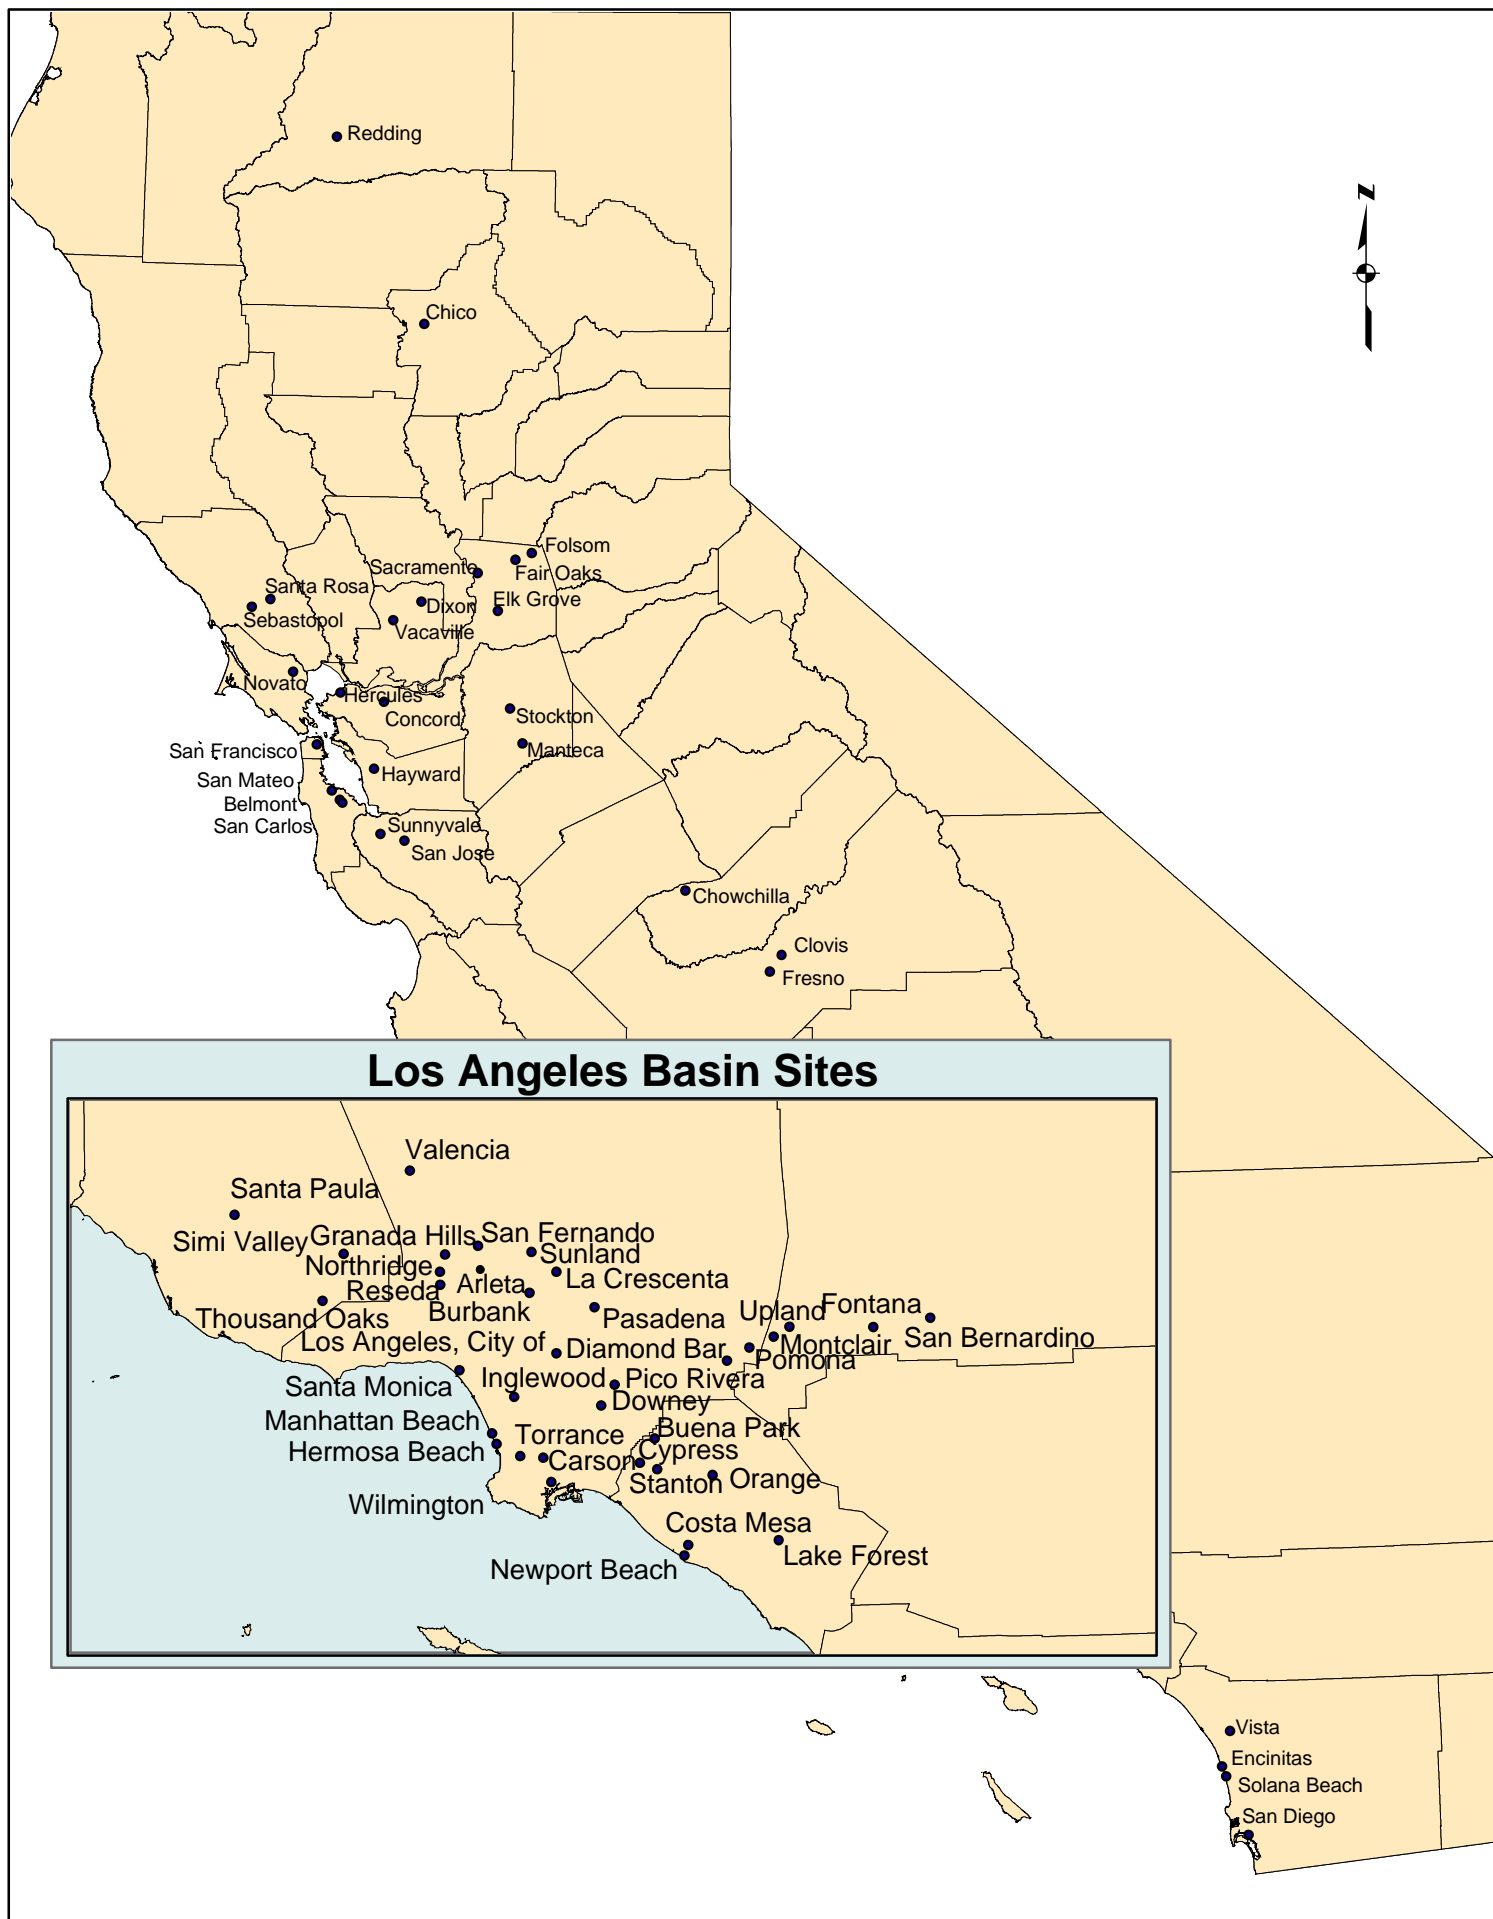 Redding
N
Chico
Folsom
Sacramento
Fair Oaks
Santa Rosa
Dixon
Elk Grove
Sebastopol
Vacaville
Novato
Hercules
Concord
Stockton
San Francisco
Manteca
Hayward
San Mateo
Belmont
San Carlos
Sunnyvale
San Jose
Chowchilla
Clovis
Fresno
Los Angeles Basin Sites
Valencia
Santa Paula
Simi Valley
Granada Hills
San Fernando
Sunland
Northridge
La Crescenta
Reseda
Arleta
Burbank
Thousand Oaks
Pasadena
Upland
Fontana
San Bernardino
Los Angeles, City of
Diamond Bar
Montclair
Pomona
Santa Monica
Inglewood
Pico Rivera
Downey
Manhattan Beach
Hermosa Beach
Torrance
Buena Park
Carson
Cypress
Stanton
Orange
Wilmington
Costa Mesa
Newport Beach
Lake Forest
Vista
Encinitas
Solana Beach
San Diego